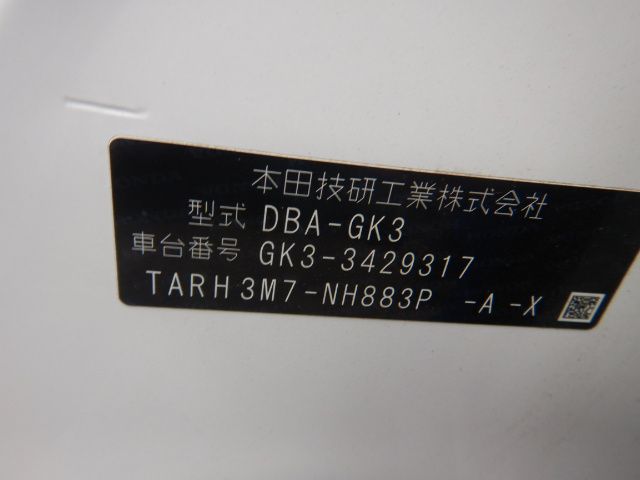 本田技研工業株式会社
型式 DBA-GK3
車台番号 GK3-3429317
TARH3M7-NH883P -A -X